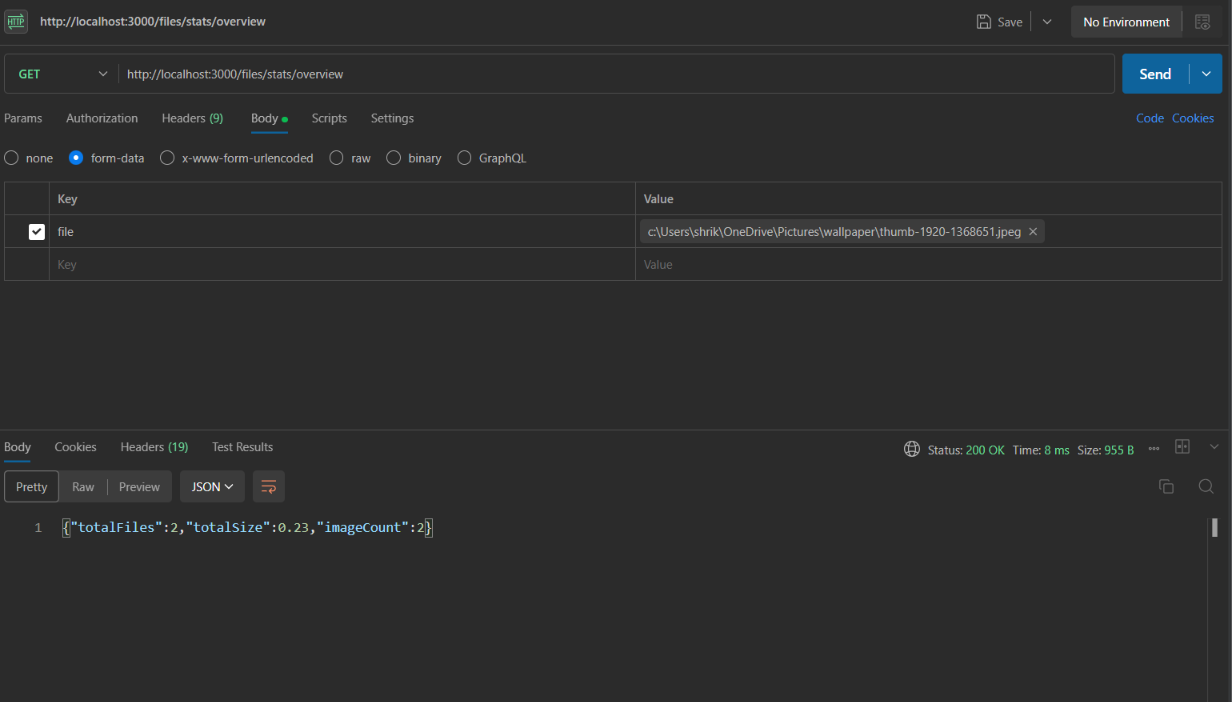 HTTP http://localhost:3000/files/stats/overview Save No Environment
GET http://localhost:3000/files/stats/overview Send
Params Authorization Headers (9) Body Scripts Settings Code Cookies
none form-data x-www-form-urlencoded raw binary GraphQL
Key Value
file c:\Users\shrik\OneDrive\Pictures\wallpaper\thumb-1920-1368651.jpeg
Key Value
Body Cookies Headers (19) Test Results Status: 200 OK Time: 8 ms Size: 955 B
Pretty Raw Preview JSON
1 {"totalFiles":2,"totalSize":0.23,"imageCount":2}